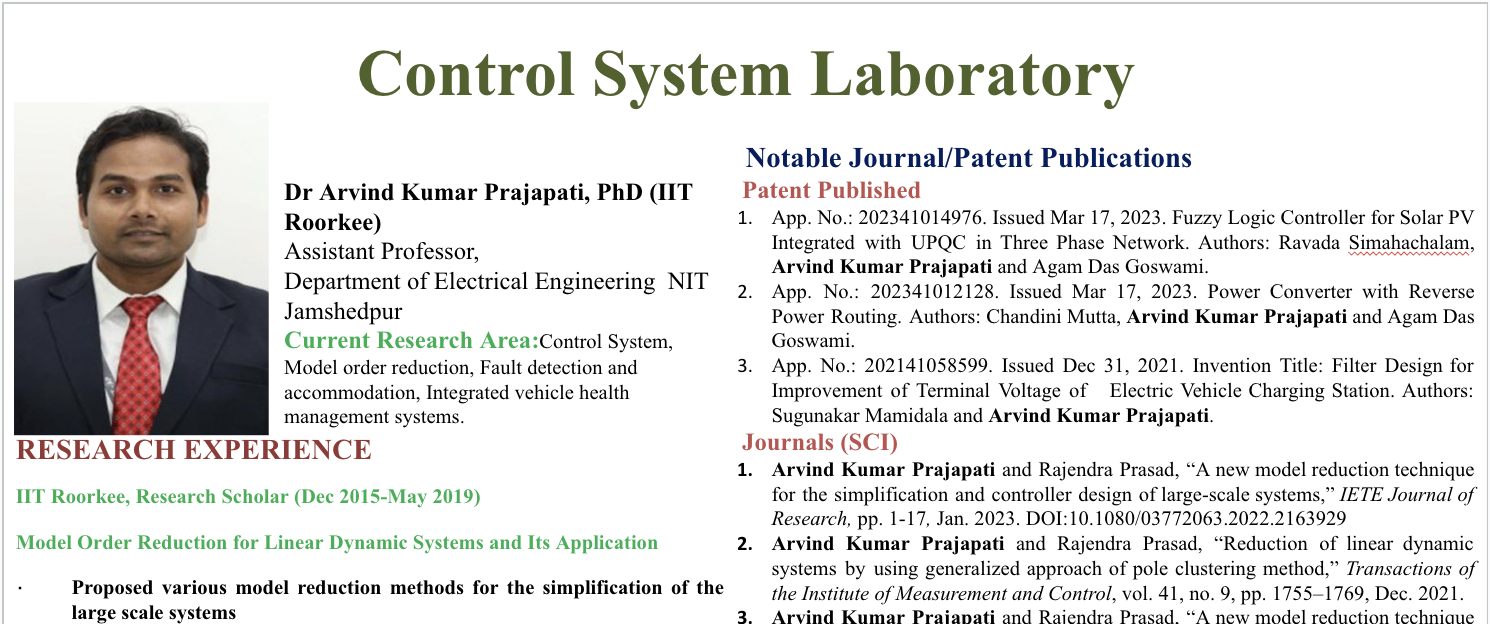 Control System Laboratory
Dr Arvind Kumar Prajapati, PhD (IIT
Roorkee)
Assistant Professor,
Department of Electrical Engineering  NIT
Jamshedpur
Current Research Area:Control System,
Model order reduction, Fault detection and
accommodation, Integrated vehicle health
management systems.
RESEARCH EXPERIENCE
IIT Roorkee, Research Scholar (Dec 2015-May 2019)
Model Order Reduction for Linear Dynamic Systems and Its Application
· Proposed various model reduction methods for the simplification of the
large scale systems
Notable Journal/Patent Publications
Patent Published
1. App. No.: 202341014976. Issued Mar 17, 2023. Fuzzy Logic Controller for Solar PV
Integrated with UPQC in Three Phase Network. Authors: Ravada Simahachalam,
Arvind Kumar Prajapati and Agam Das Goswami.
2. App. No.: 202341012128. Issued Mar 17, 2023. Power Converter with Reverse
Power Routing. Authors: Chandini Mutta, Arvind Kumar Prajapati and Agam Das
Goswami.
3. App. No.: 202141058599. Issued Dec 31, 2021. Invention Title: Filter Design for
Improvement of Terminal Voltage of  Electric Vehicle Charging Station. Authors:
Sugunakar Mamidala and Arvind Kumar Prajapati.
Journals (SCI)
1. Arvind Kumar Prajapati and Rajendra Prasad, “A new model reduction technique
for the simplification and controller design of large-scale systems,” IETE Journal of
Research, pp. 1-17, Jan. 2023. DOI:10.1080/03772063.2022.2163929
2. Arvind Kumar Prajapati and Rajendra Prasad, “Reduction of linear dynamic
systems by using generalized approach of pole clustering method,” Transactions of
the Institute of Measurement and Control, vol. 41, no. 9, pp. 1755–1769, Dec. 2021.
3. Arvind Kumar Prajapati and Rajendra Prasad, “A new model reduction technique